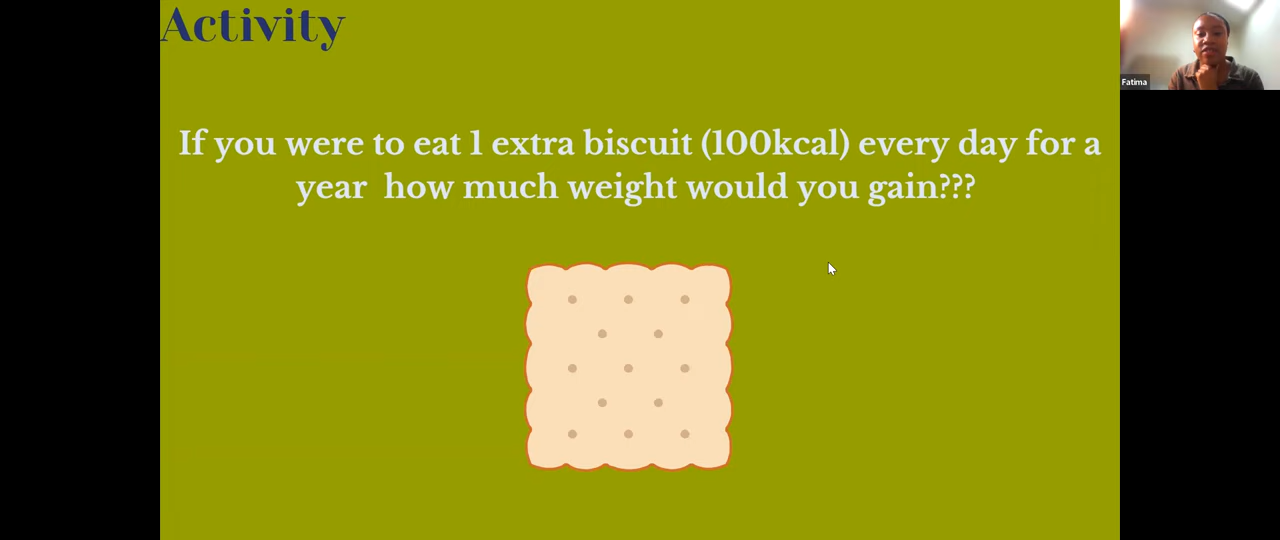 Activity
If you were to eat 1 extra biscuit (100kcal) every day for a
year  how much weight would you gain???
Fatima